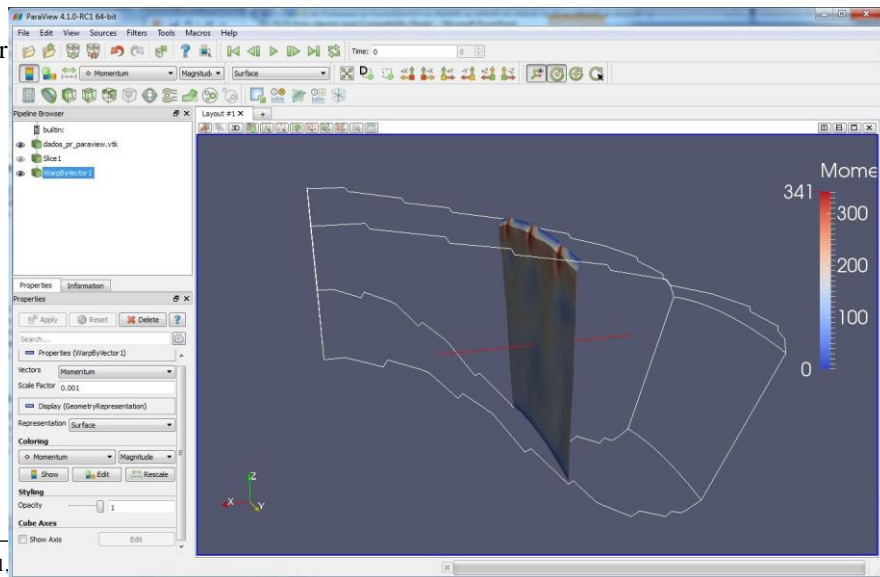 ParaView 4.1.0-RC1 64-bit
File Edit View Sources Filters Tools Macros Help
r
Time: 0 0
Momentum Magnitud Surface
3D
Pipeline Browser
Layout #1 X +
builtin:
dados_pr_paraview.vtk
Slice1
WarpByVector1
Properties Information
Properties
Apply Reset Delete ?
Search...
Properties (WarpByVector1)
Vectors Momentum
Scale Factor 0.001
Display (GeometryRepresentation)
Representation Surface
Coloring
Momentum Magnitude
Show Edit Rescale
Styling
Opacity 1
Cube Axes
Show Axis Edit
Mome
341
300
200
100
0
Z
X Y